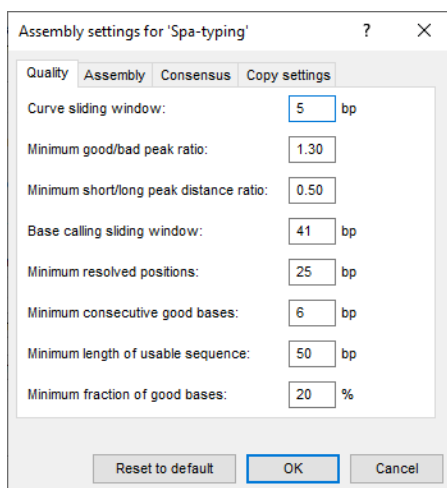 Assembly settings for 'Spa-typing' ?
Quality Assembly Consensus Copy settings
Curve sliding window: 5 bp
Minimum good/bad peak ratio: 1.30
Minimum short/long peak distance ratio: 0.50
Base calling sliding window: 41 bp
Minimum resolved positions: 25 bp
Minimum consecutive good bases: 6 bp
Minimum length of usable sequence: 50 bp
Minimum fraction of good bases: 20 %
Reset to default OK Cancel